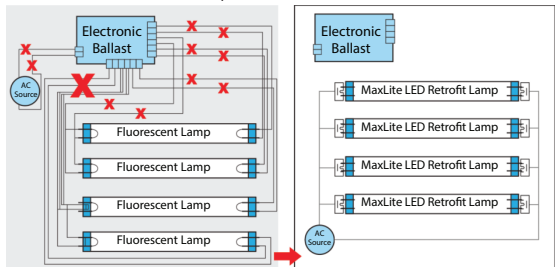 Electronic
Ballast
AC
Source
Fluorescent Lamp
Fluorescent Lamp
Fluorescent Lamp
Fluorescent Lamp
Electronic
Ballast
MaxLite LED Retrofit Lamp
MaxLite LED Retrofit Lamp
MaxLite LED Retrofit Lamp
MaxLite LED Retrofit Lamp
AC
Source